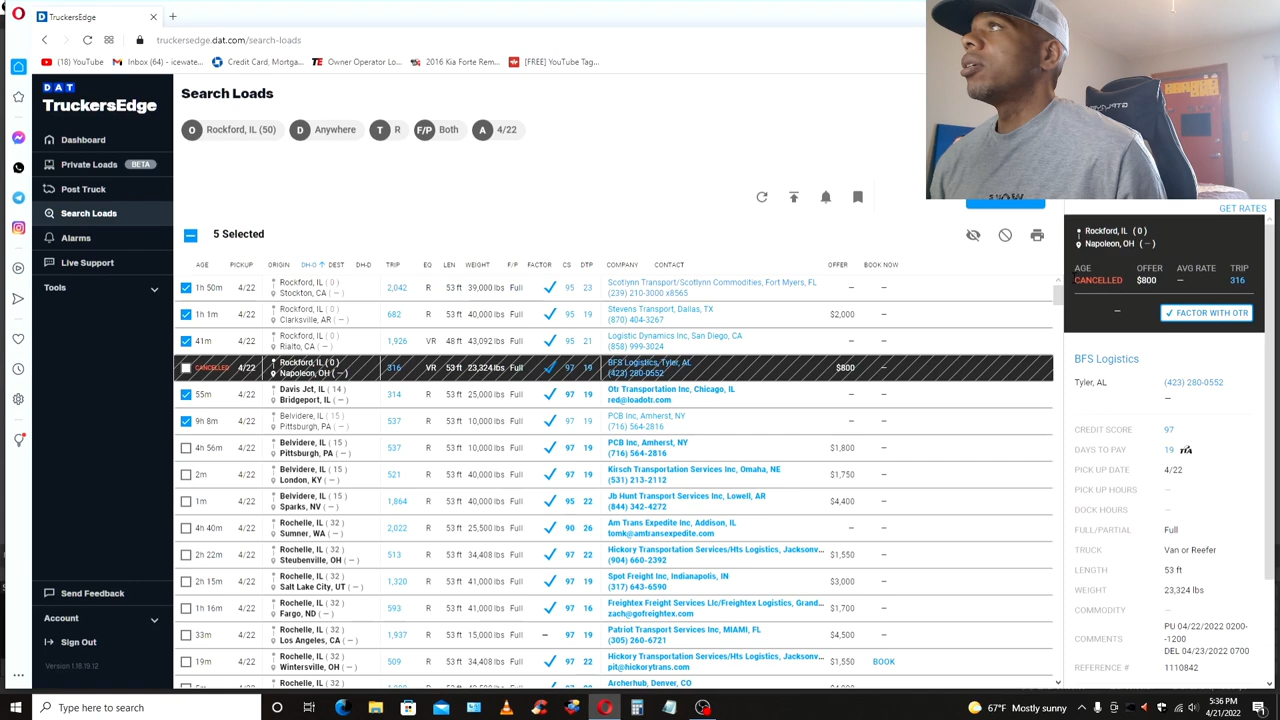 TruckersEdge
truckersedge.dat.com/search-loads
(18) YouTube Inbox (64) - icewate... Credit Card, Mortga... TE Owner Operator Lo... 2016 Kia Forte Rem... [FREE] YouTube Tag...
DAT
TruckersEdge
Dashboard
Private Loads BETA
Post Truck
Search Loads
Alarms
Live Support
Tools
Send Feedback
Account
Sign Out
Version 1.18.19.12
Search Loads
O Rockford, IL (50) D Anywhere T R F/P Both A 4/22
5 Selected
AGE PICKUP ORIGIN DH-O DEST DH-D TRIP EQ LEN WEIGHT F/P FACTOR CS DTP COMPANY CONTACT OFFER BOOK NOW
1h 50m 4/22 Rockford, IL ( 0 ) 2,042 R 53 ft 39,000 lbs Full 95 23 Scotlynn Transport/Scotlynn Commodities, Fort Myers, FL — —
Stockton, CA ( — ) (239) 210-3000 x8565
1h 1m 4/22 Rockford, IL ( 0 ) 682 R 53 ft 40,000 lbs Full 95 19 Stevens Transport, Dallas, TX $2,000 —
Clarksville, AR ( — ) (870) 404-3267
41m 4/22 Rockford, IL ( 0 ) 1,926 VR 48 ft 43,092 lbs Full 95 21 Logistic Dynamics Inc, San Diego, CA — —
Rialto, CA ( — ) (858) 999-3024
CANCELLED 4/22 Rockford, IL ( 0 ) 316 VR 53 ft 23,324 lbs Full 97 19 BFS Logistics, Tyler, AL $800 —
Napoleon, OH ( — ) (423) 280-0552
55m 4/22 Davis Jct, IL ( 14 ) 314 R 53 ft 25,000 lbs Full 97 19 Otr Transportation Inc, Chicago, IL — —
Bridgeport, IL ( — ) red@loadotr.com
9h 8m 4/22 Belvidere, IL ( 15 ) 537 R 53 ft 10,000 lbs Full 97 19 PCB Inc, Amherst, NY — —
Pittsburgh, PA ( — ) (716) 564-2816
4h 56m 4/22 Belvidere, IL ( 15 ) 537 R 53 ft 10,000 lbs Full 97 19 PCB Inc, Amherst, NY $1,800 —
Pittsburgh, PA ( — ) (716) 564-2816
2m 4/22 Belvidere, IL ( 15 ) 521 R 53 ft 40,000 lbs Full 97 19 Kirsch Transportation Services Inc, Omaha, NE $1,750 —
London, KY ( — ) (531) 213-2112
1m 4/22 Belvidere, IL ( 15 ) 1,864 R 53 ft 40,000 lbs Full 95 22 Jb Hunt Transport Services Inc, Lowell, AR $4,400 —
Sparks, NV ( — ) (844) 342-4272
4h 40m 4/22 Rochelle, IL ( 32 ) 2,022 R 53 ft 25,500 lbs Full 90 26 Am Trans Expedite Inc, Addison, IL — —
Sumner, WA ( — ) tomk@amtransexpedite.com
2h 22m 4/22 Rochelle, IL ( 32 ) 513 R 53 ft 34,408 lbs Full 97 22 Hickory Transportation Services/Hts Logistics, Jacksonv... $1,550 —
Steubenville, OH ( — ) (904) 660-2392
2h 15m 4/22 Rochelle, IL ( 32 ) 1,320 R 53 ft 41,000 lbs Full 97 19 Spot Freight Inc, Indianapolis, IN $3,000 —
Salt Lake City, UT ( — ) (317) 643-6590
1h 16m 4/22 Rochelle, IL ( 32 ) 593 R 53 ft 41,000 lbs Full 97 16 Freightex Freight Services Llc/Freightex Logistics, Grand... $1,700 —
Fargo, ND ( — ) zach@gofreightex.com
33m 4/22 Rochelle, IL ( 32 ) 1,937 R 53 ft 15,000 lbs Full — 97 19 Patriot Transport Services Inc, MIAMI, FL $4,500 —
Los Angeles, CA ( — ) (305) 260-6721
19m 4/22 Rochelle, IL ( 32 ) 509 R 53 ft 34,408 lbs Full 97 22 Hickory Transportation Services/Hts Logistics, Jacksonv... $1,550 BOOK
Wintersville, OH ( — ) pit@hickorytrans.com
Rochelle, IL ( 32 ) Archerhub, Denver, CO
GET RATES
Rockford, IL ( 0 )
Napoleon, OH ( — )
AGE OFFER AVG RATE TRIP
CANCELLED $800 — 316
— ✓ FACTOR WITH OTR
BFS Logistics
Tyler, AL (423) 280-0552
—
CREDIT SCORE 97
DAYS TO PAY 19
PICK UP DATE 4/22
PICK UP HOURS —
DOCK HOURS —
FULL/PARTIAL Full
TRUCK Van or Reefer
LENGTH 53 ft
WEIGHT 23,324 lbs
COMMODITY —
COMMENTS PU 04/22/2022 0200-
-1200
DEL 04/23/2022 0700
REFERENCE # 1110842
Type here to search
67°F Mostly sunny
5:36 PM
4/21/2022